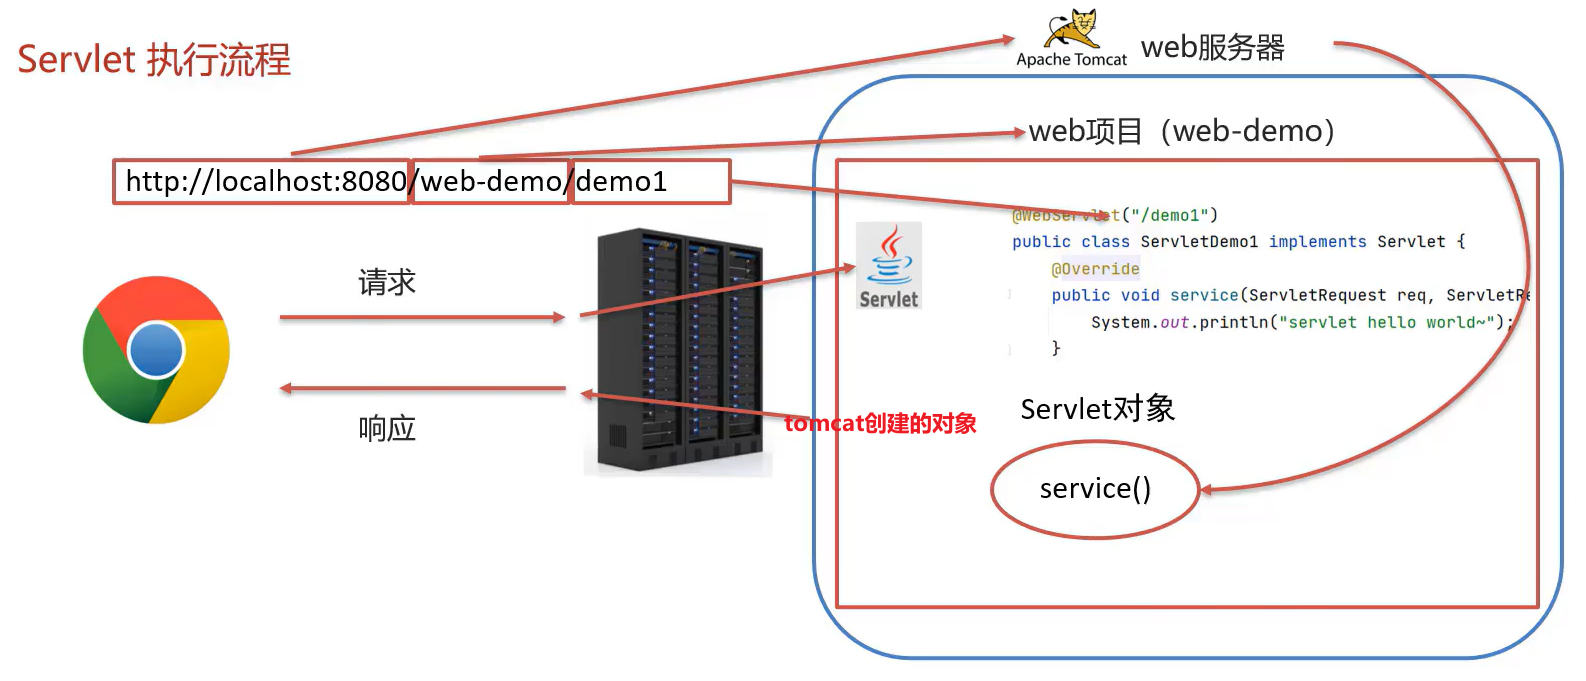 Servlet 执行流程
Apache Tomcat
web服务器
web项目（web-demo）
http://localhost:8080/web-demo/demo1
@WebServlet("/demo1")
public class ServletDemo1 implements Servlet {
@Override
public void service(ServletRequest req, ServletRe
System.out.println("servlet hello world~");
}
Servlet
请求
响应
tomcat创建的对象
Servlet对象
service()